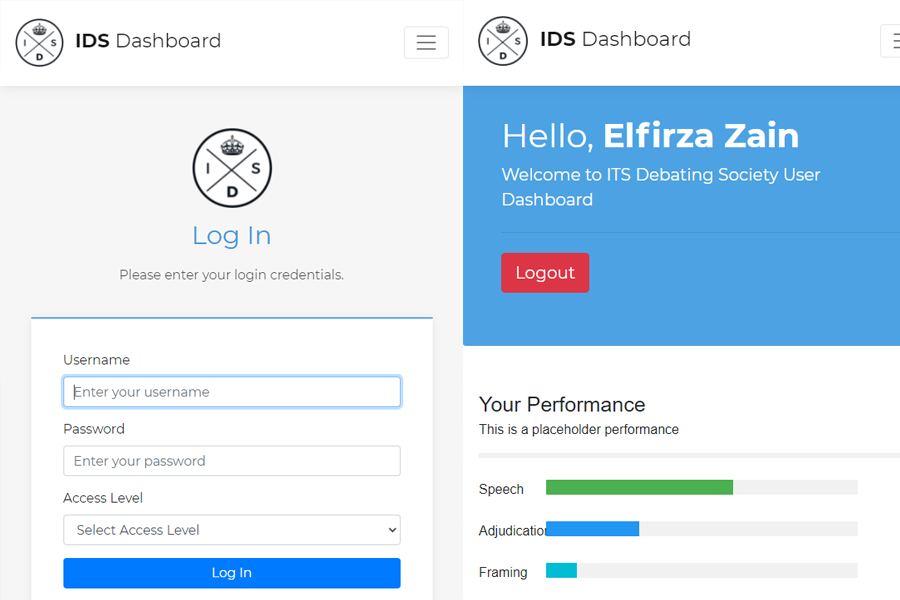 I S D
IDS Dashboard
I S
D
Log In
Please enter your login credentials.
Username
Enter your username
Password
Enter your password
Access Level
Select Access Level
Log In
I S D
IDS Dashboard
Hello, Elfirza Zain
Welcome to ITS Debating Society User
Dashboard
Logout
Your Performance
This is a placeholder performance
Speech
Adjudication
Framing